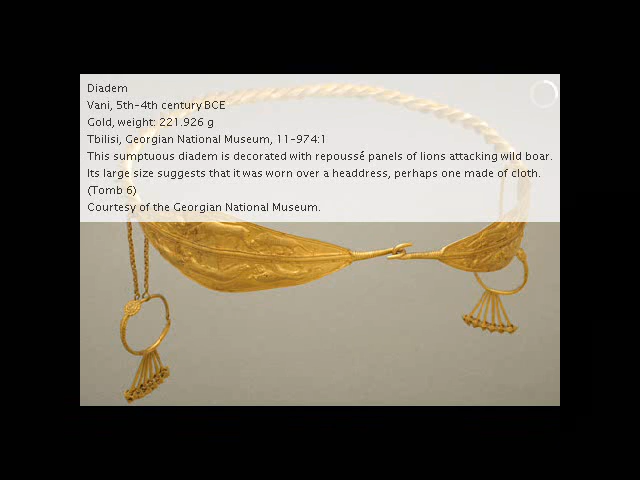 Diadem
Vani, 5th–4th century BCE
Gold, weight: 221.926 g
Tbilisi, Georgian National Museum, 11–974:1
This sumptuous diadem is decorated with repoussé panels of lions attacking wild boar.
Its large size suggests that it was worn over a headdress, perhaps one made of cloth.
(Tomb 6)
Courtesy of the Georgian National Museum.